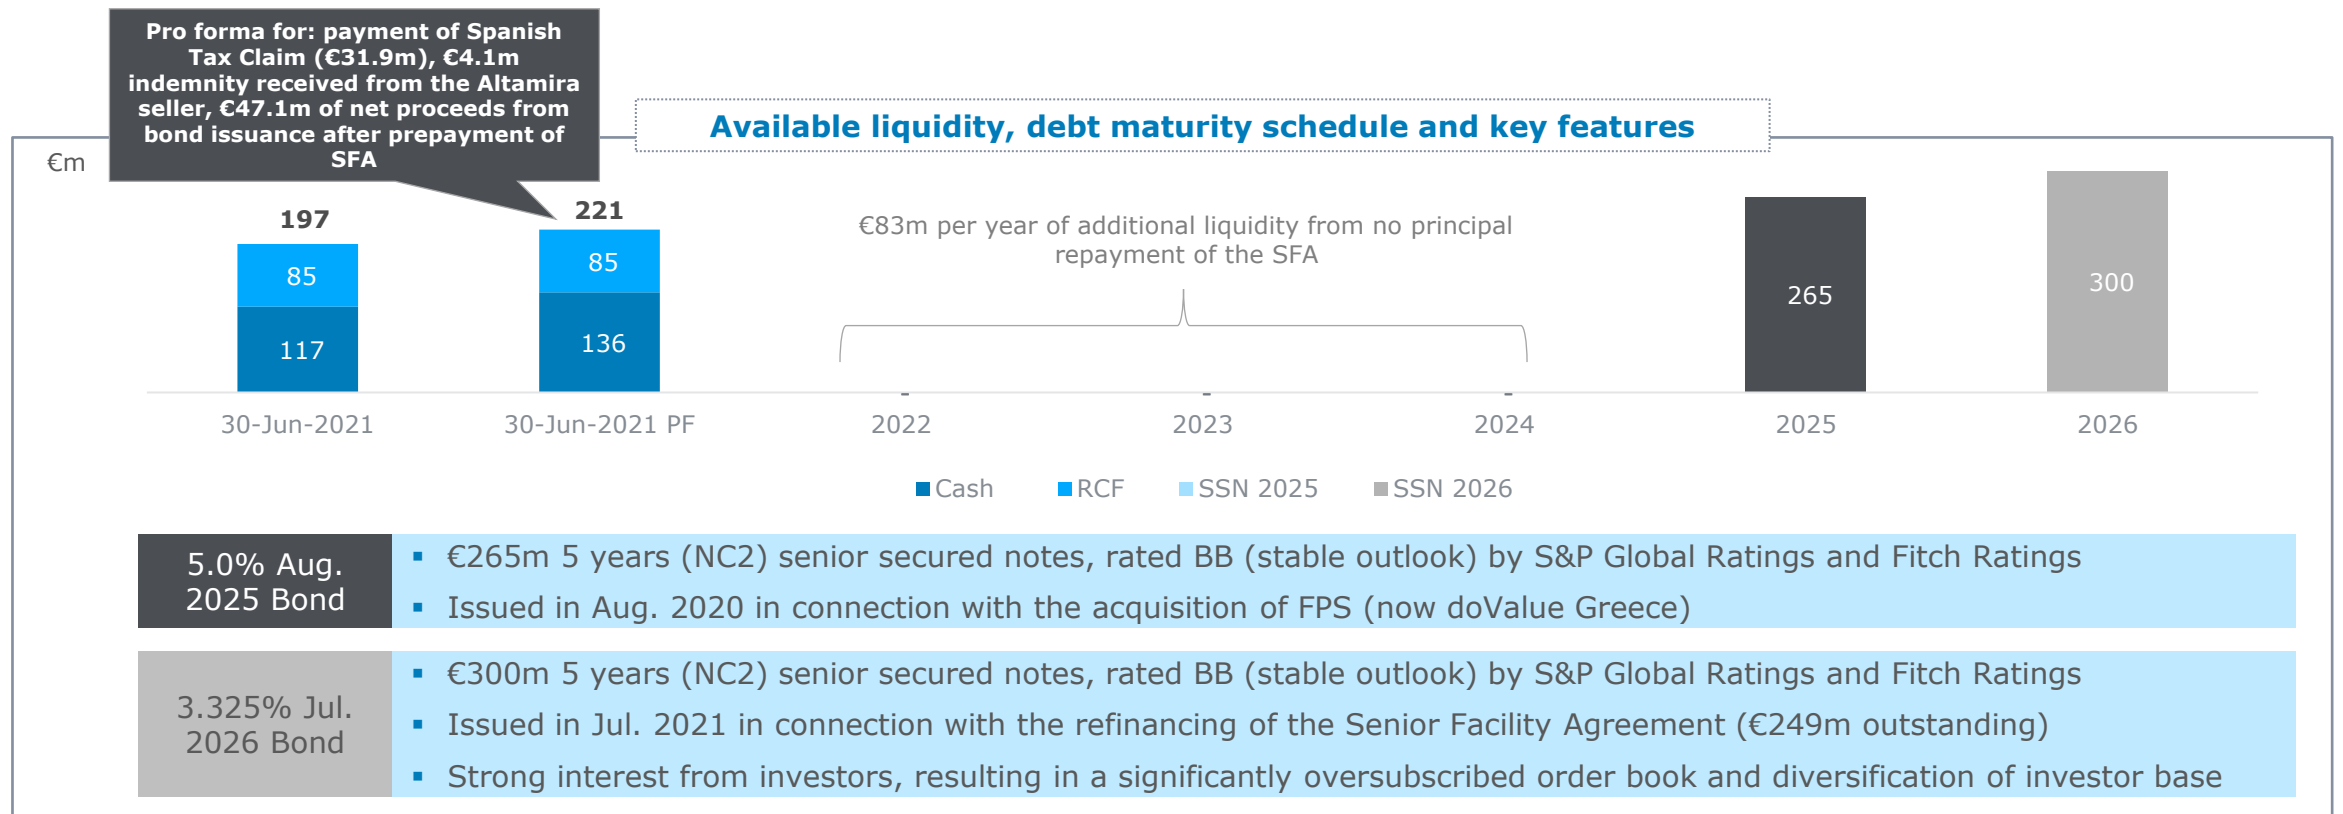 Pro forma for: payment of Spanish
Tax Claim (€31.9m), €4.1m
indemnity received from the Altamira
seller, €47.1m of net proceeds from
bond issuance after prepayment of
SFA
Available liquidity, debt maturity schedule and key features
€m
197
221
85
117
85
136
€83m per year of additional liquidity from no principal
repayment of the SFA
-
-
-
265
300
30-Jun-2021
30-Jun-2021 PF
2022
2023
2024
2025
2026
Cash
RCF
SSN 2025
SSN 2026
5.0% Aug.
2025 Bond
▪ €265m 5 years (NC2) senior secured notes, rated BB (stable outlook) by S&P Global Ratings and Fitch Ratings
▪ Issued in Aug. 2020 in connection with the acquisition of FPS (now doValue Greece)
3.325% Jul.
2026 Bond
▪ €300m 5 years (NC2) senior secured notes, rated BB (stable outlook) by S&P Global Ratings and Fitch Ratings
▪ Issued in Jul. 2021 in connection with the refinancing of the Senior Facility Agreement (€249m outstanding)
▪ Strong interest from investors, resulting in a significantly oversubscribed order book and diversification of investor base